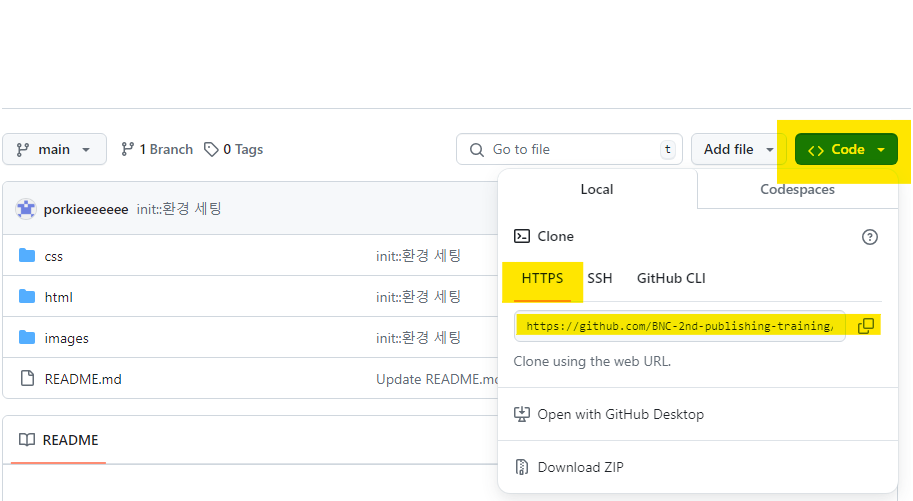 main
1 Branch
0 Tags
Go to file
t
Add file
Code
Local
Codespaces
porkieeeeeee init::환경 세팅
Clone
css init::환경 세팅
HTTPS
SSH
GitHub CLI
html init::환경 세팅
https://github.com/BNC-2nd-publishing-training/
images init::환경 세팅
Clone using the web URL.
README.md Update README.md
Open with GitHub Desktop
README
Download ZIP